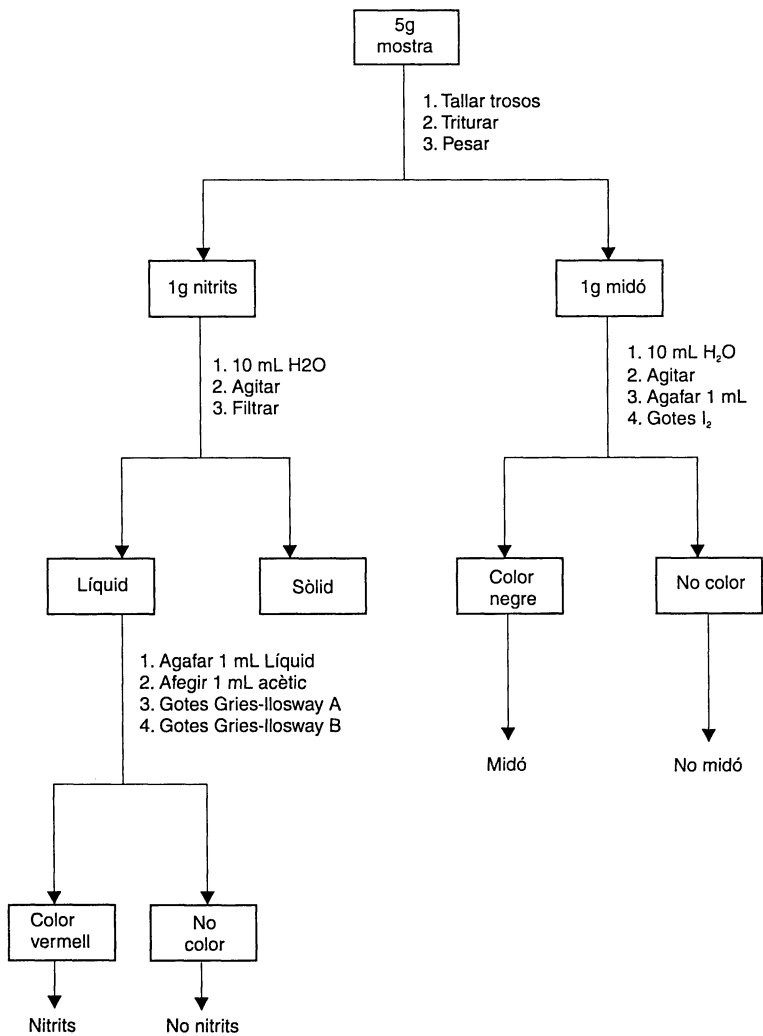 5g
mostra
1. Tallar trosos
2. Triturar
3. Pesar
1g nitrits
1g midó
1. 10 mL H2O
2. Agitar
3. Filtrar
1. 10 mL H₂O
2. Agitar
3. Agafar 1 mL
4. Gotes I₂
Líquid
Sòlid
Color
negre
No color
1. Agafar 1 mL Líquid
2. Afegir 1 mL acètic
3. Gotes Gries-Ilosway A
4. Gotes Gries-Ilosway B
Midó
No midó
Color
vermell
No
color
Nitrits
No nitrits